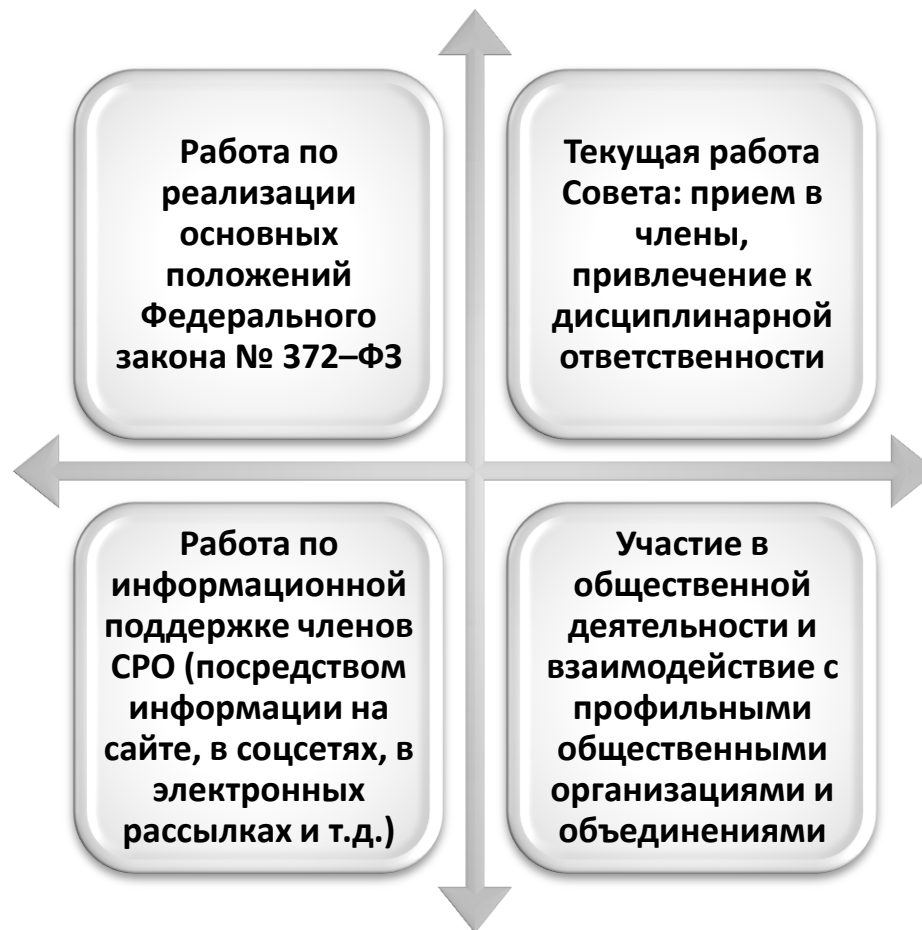 Работа по
реализации
основных
положений
Федерального
закона № 372–ФЗ
Текущая работа
Совета: прием в
члены,
привлечение к
дисциплинарной
ответственности
Работа по
информационной
поддержке членов
СРО (посредством
информации на
сайте, в соцсетях, в
электронных
рассылках и т.д.)
Участие в
общественной
деятельности и
взаимодействие с
профильными
общественными
организациями и
объединениями